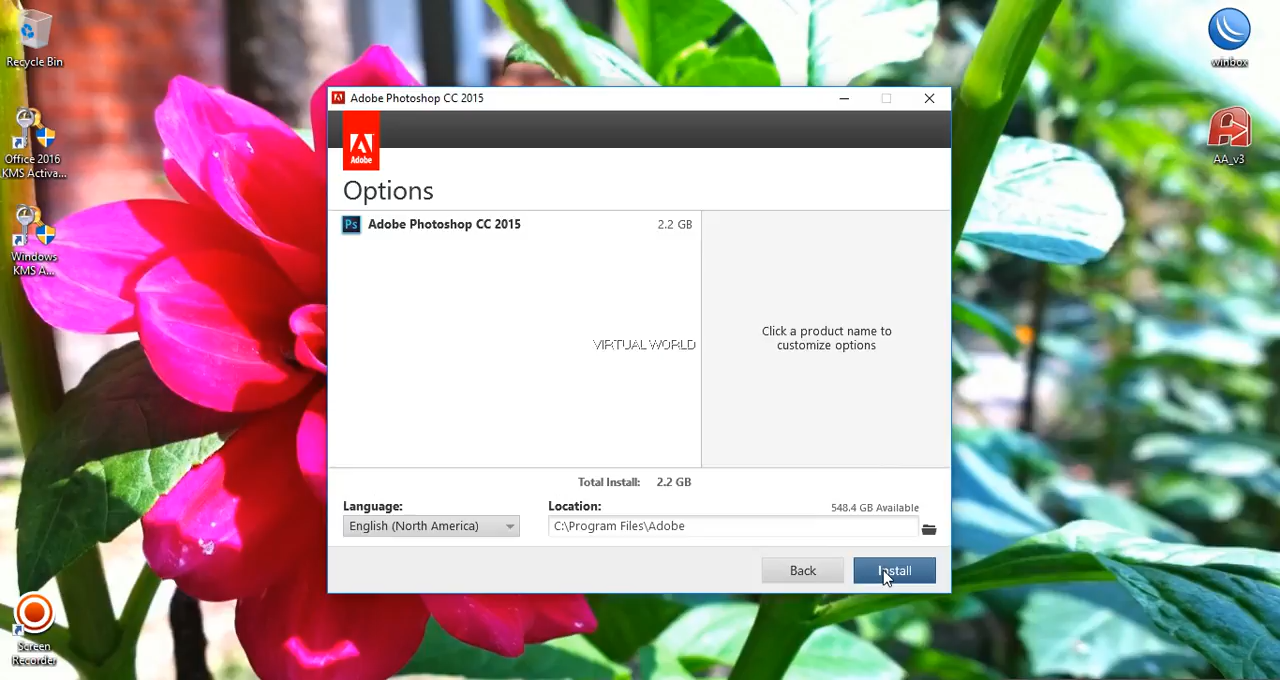 Recycle Bin
Office 2016
KMS Activa...
Windows
KMS A...
Screen
Recorder
winbox
AA_v3
Adobe Photoshop CC 2015
Adobe
Options
Ps
Adobe Photoshop CC 2015
2.2 GB
Click a product name to
customize options
VIRTUAL WORLD
Total Install: 2.2 GB
Language:
English (North America)
Location:
548.4 GB Available
C:\Program Files\Adobe
Back
Install